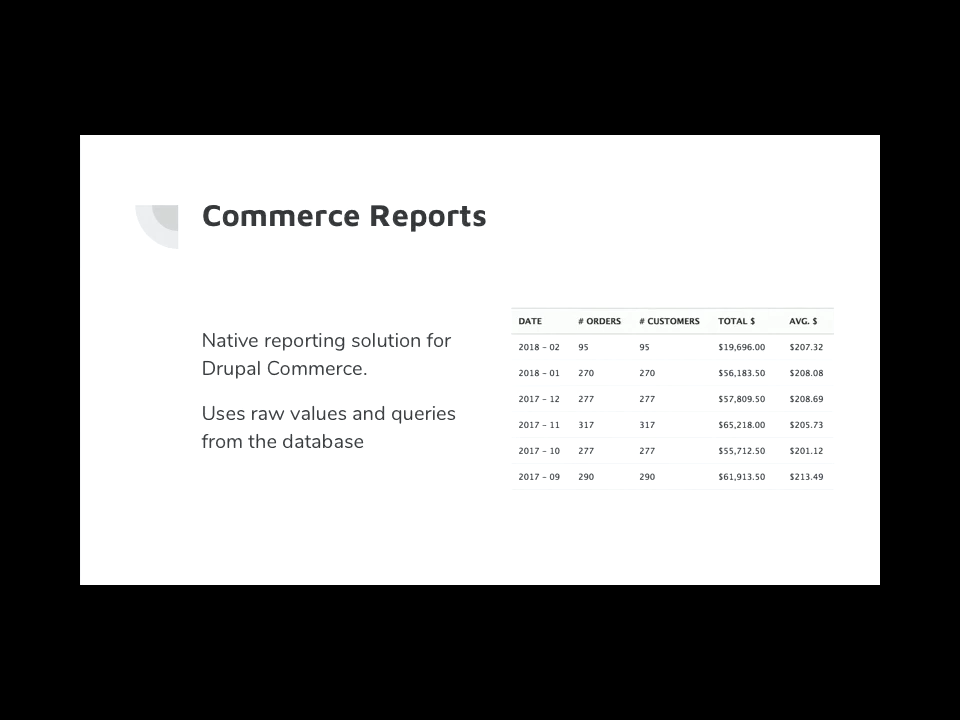 Commerce Reports
Native reporting solution for
Drupal Commerce.
Uses raw values and queries
from the database
DATE # ORDERS # CUSTOMERS TOTAL $ AVG. $
2018 – 02 95 95 $19,696.00 $207.32
2018 – 01 270 270 $56,183.50 $208.08
2017 – 12 277 277 $57,809.50 $208.69
2017 – 11 317 317 $65,218.00 $205.73
2017 – 10 277 277 $55,712.50 $201.12
2017 – 09 290 290 $61,913.50 $213.49